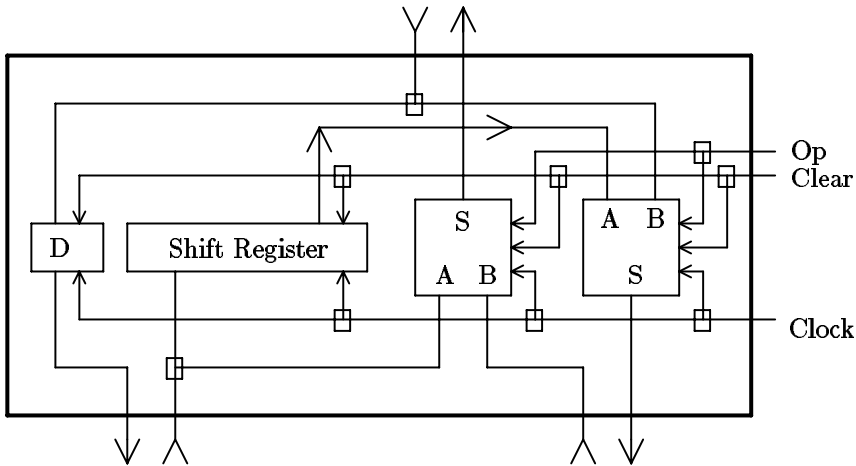 Op
Clear
S
A B
D
Shift Register
A B
S
Clock